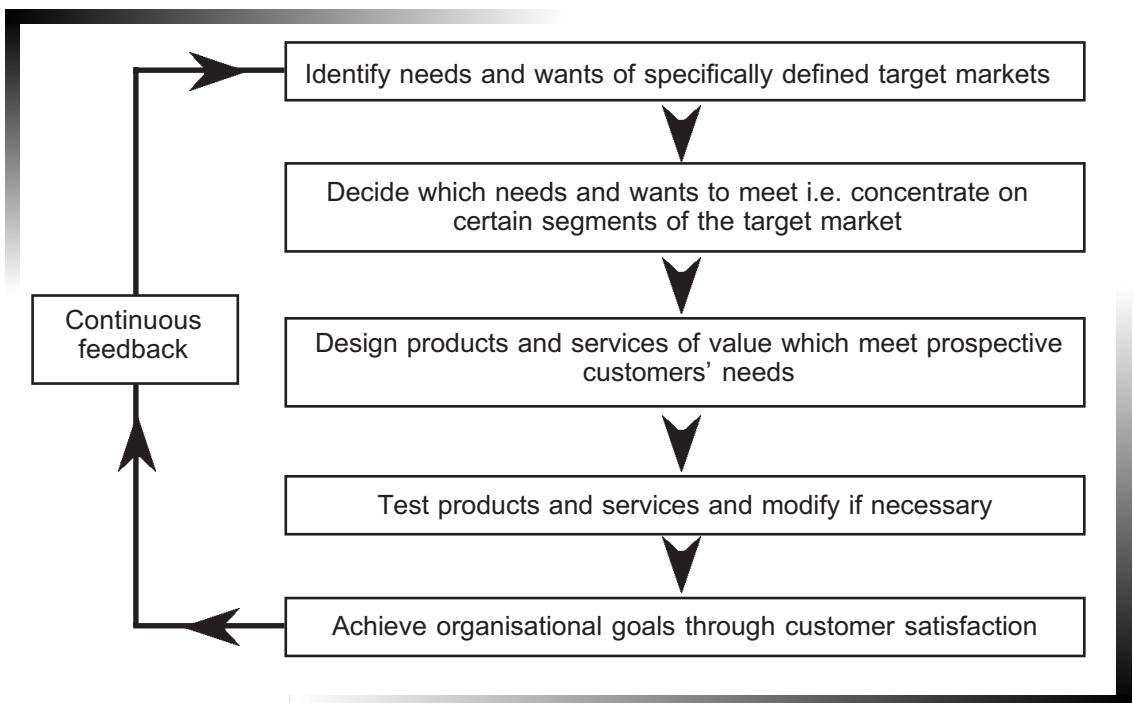 Identify needs and wants of specifically defined target markets
Decide which needs and wants to meet i.e. concentrate on
certain segments of the target market
Continuous
feedback
Design products and services of value which meet prospective
customers’ needs
Test products and services and modify if necessary
Achieve organisational goals through customer satisfaction